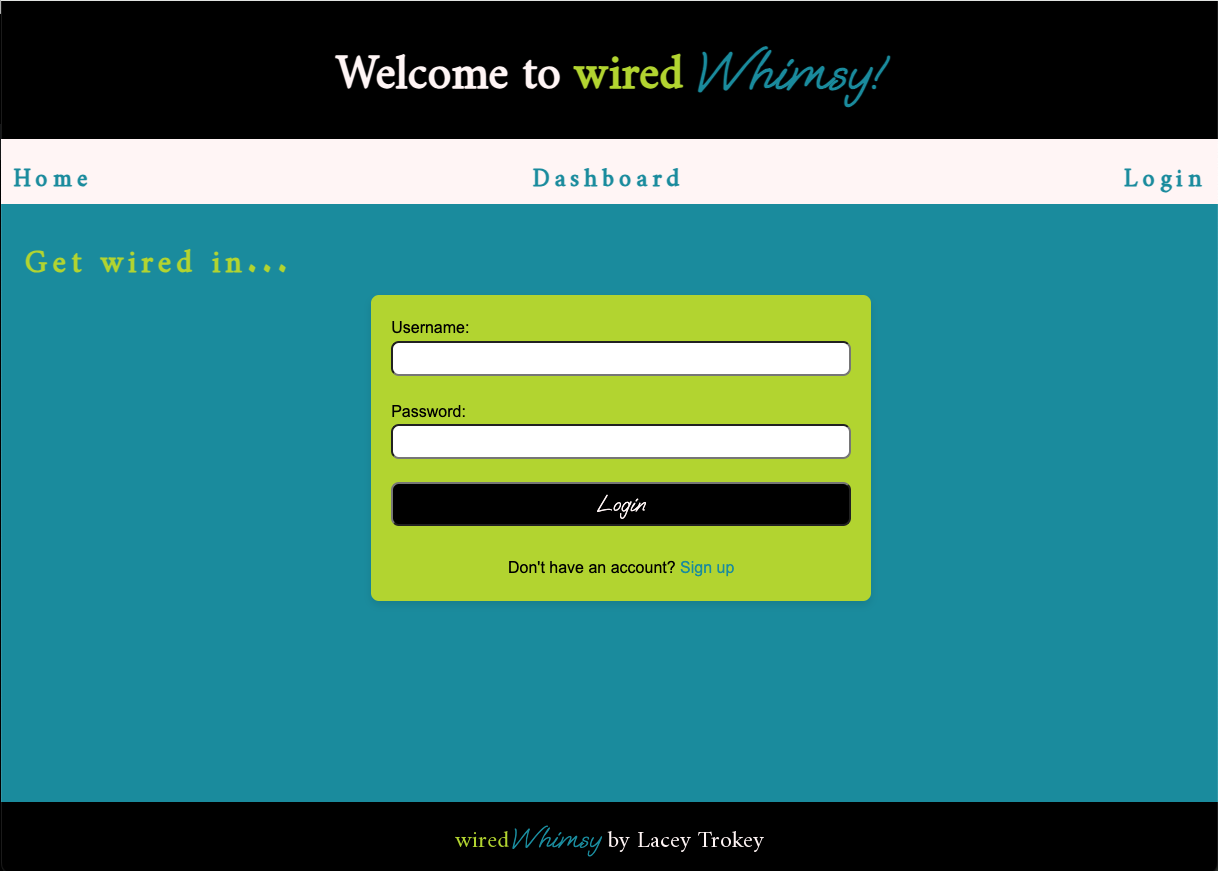 Welcome to wired Whimsy!
Home Dashboard Login
Get wired in...
Username:
Password:
Login
Don't have an account? Sign up
wiredWhimsy by Lacey Trokey